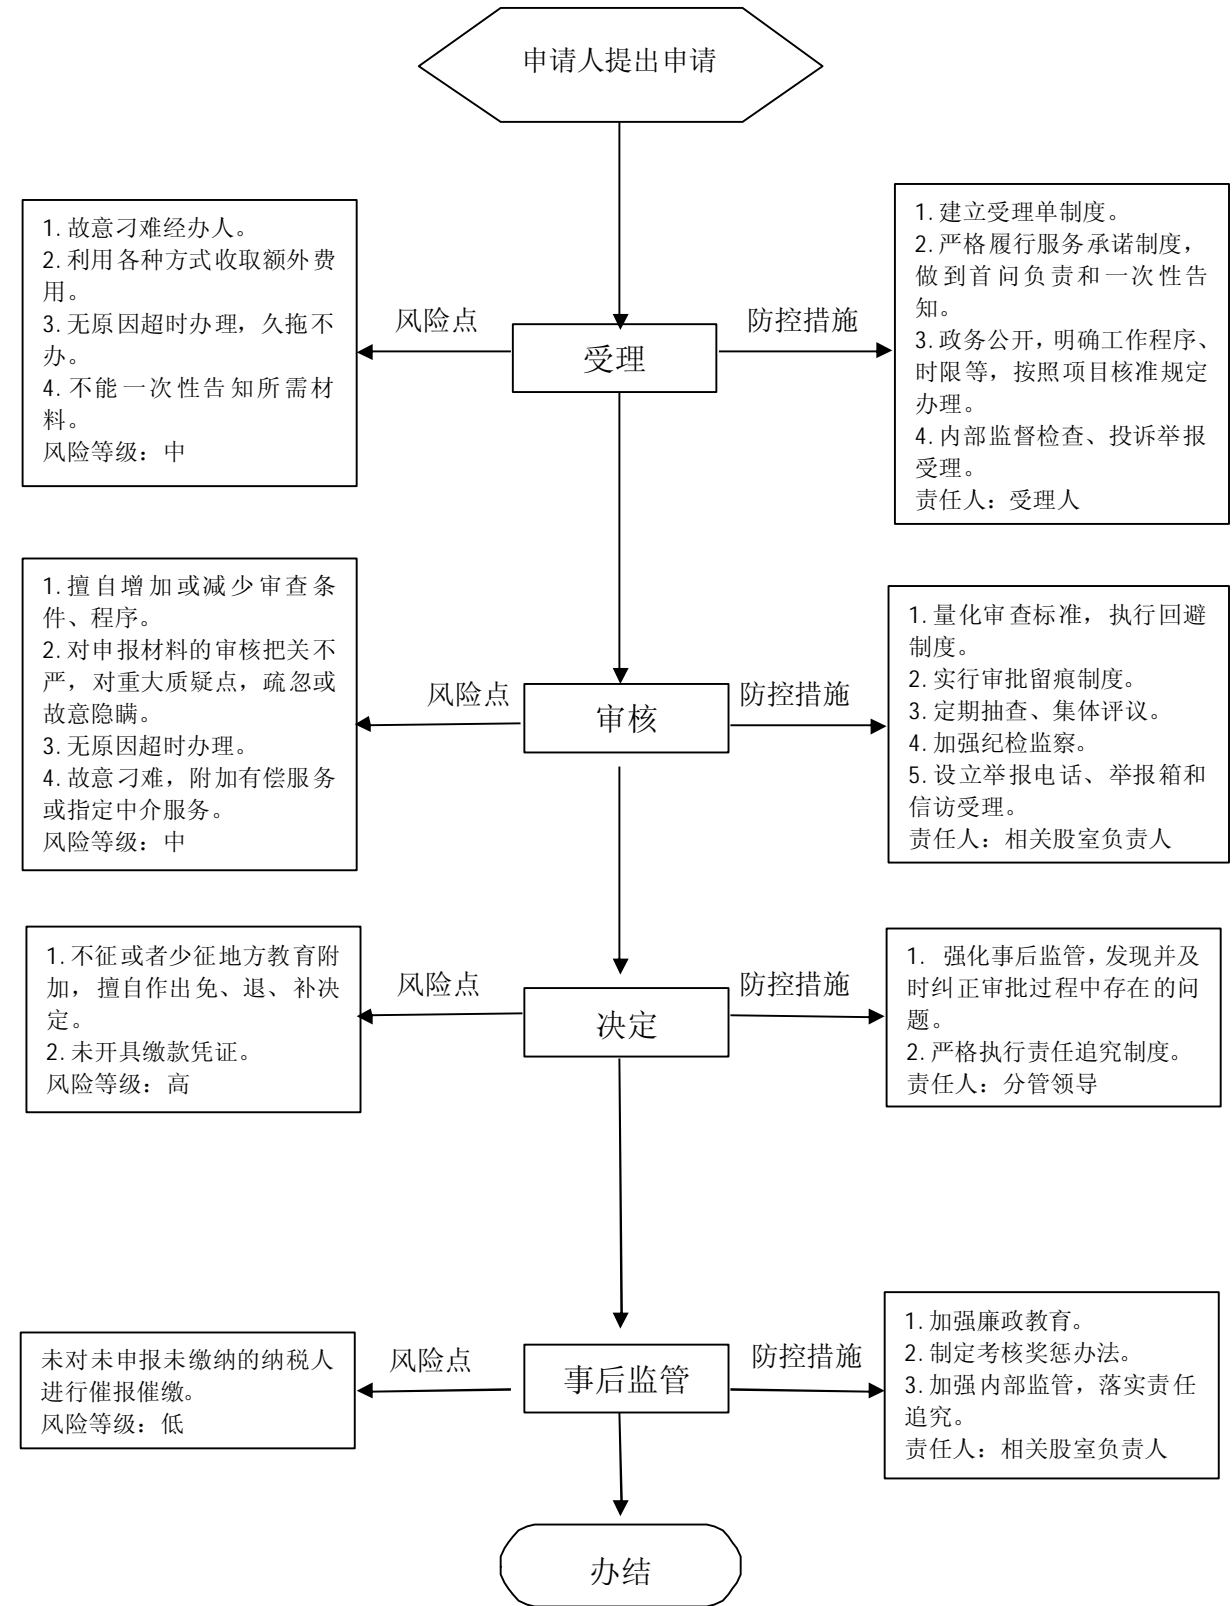 申请人提出申请
1.故意刁难经办人。
2.利用各种方式收取额外费
用。
3.无原因超时办理，久拖不
办。
4.不能一次性告知所需材
料。
风险等级：中
风险点
受理
防控措施
1.建立受理单制度。
2.严格履行服务承诺制度，
做到首问负责和一次性告
知。
3.政务公开，明确工作程序、
时限等，按照项目核准规定
办理。
4.内部监督检查、投诉举报
受理。
责任人：受理人
1.擅自增加或减少审查条
件、程序。
2.对申报材料的审核把关不
严，对重大质疑点，疏忽或
故意隐瞒。
3.无原因超时办理。
4.故意刁难，附加有偿服务
或指定中介服务。
风险等级：中
风险点
审核
防控措施
1.量化审查标准，执行回避
制度。
2.实行审批留痕制度。
3.定期抽查、集体评议。
4.加强纪检监察。
5.设立举报电话、举报箱和
信访受理。
责任人：相关股室负责人
1.不征或者少征地方教育附
加，擅自作出免、退、补决
定。
2.未开具缴款凭证。
风险等级：高
风险点
决定
防控措施
1. 强化事后监管，发现并及
时纠正审批过程中存在的问
题。
2.严格执行责任追究制度。
责任人：分管领导
未对未申报未缴纳的纳税人
进行催报催缴。
风险等级：低
风险点
事后监管
防控措施
1.加强廉政教育。
2.制定考核奖惩办法。
3.加强内部监管，落实责任
追究。
责任人：相关股室负责人
办结